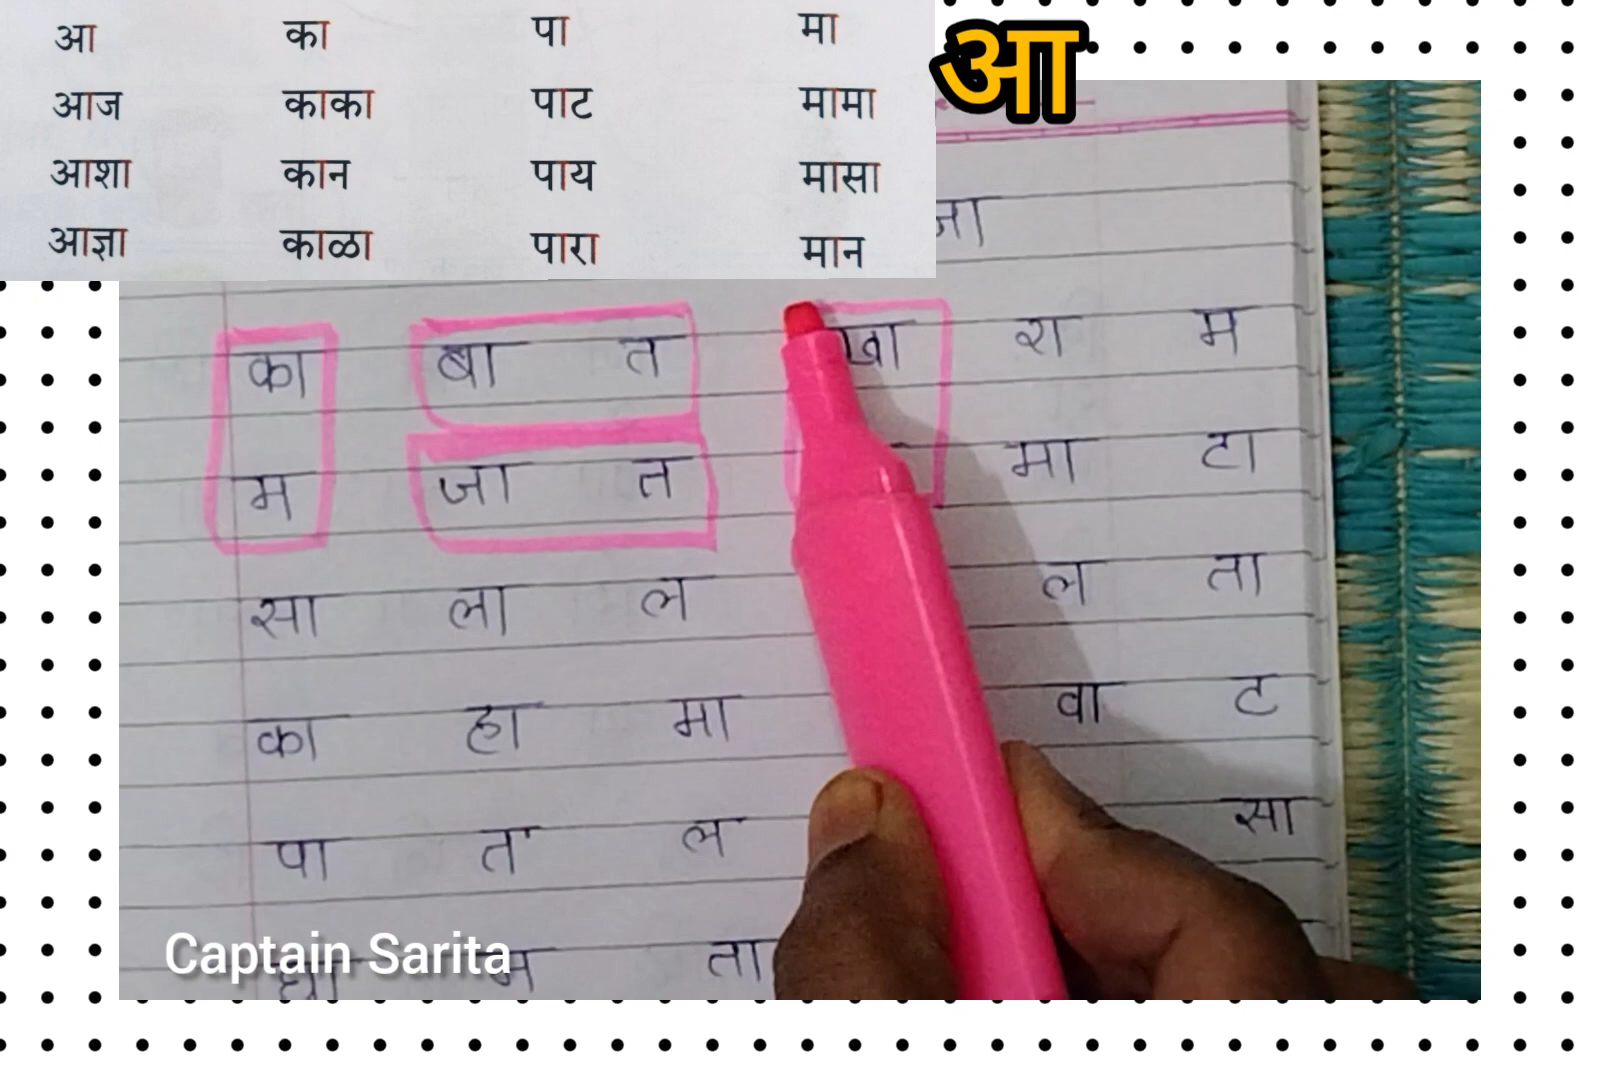 आ का पा मा
आ
आज काका पाट मामा
आशा कान पाय मासा
आज्ञा काळा पारा मान
का बा त खा रा म
म जा त मा टा
सा ला ल ल ता
का हा मा वा ट
पा त ल सा
म ता
Captain Sarita